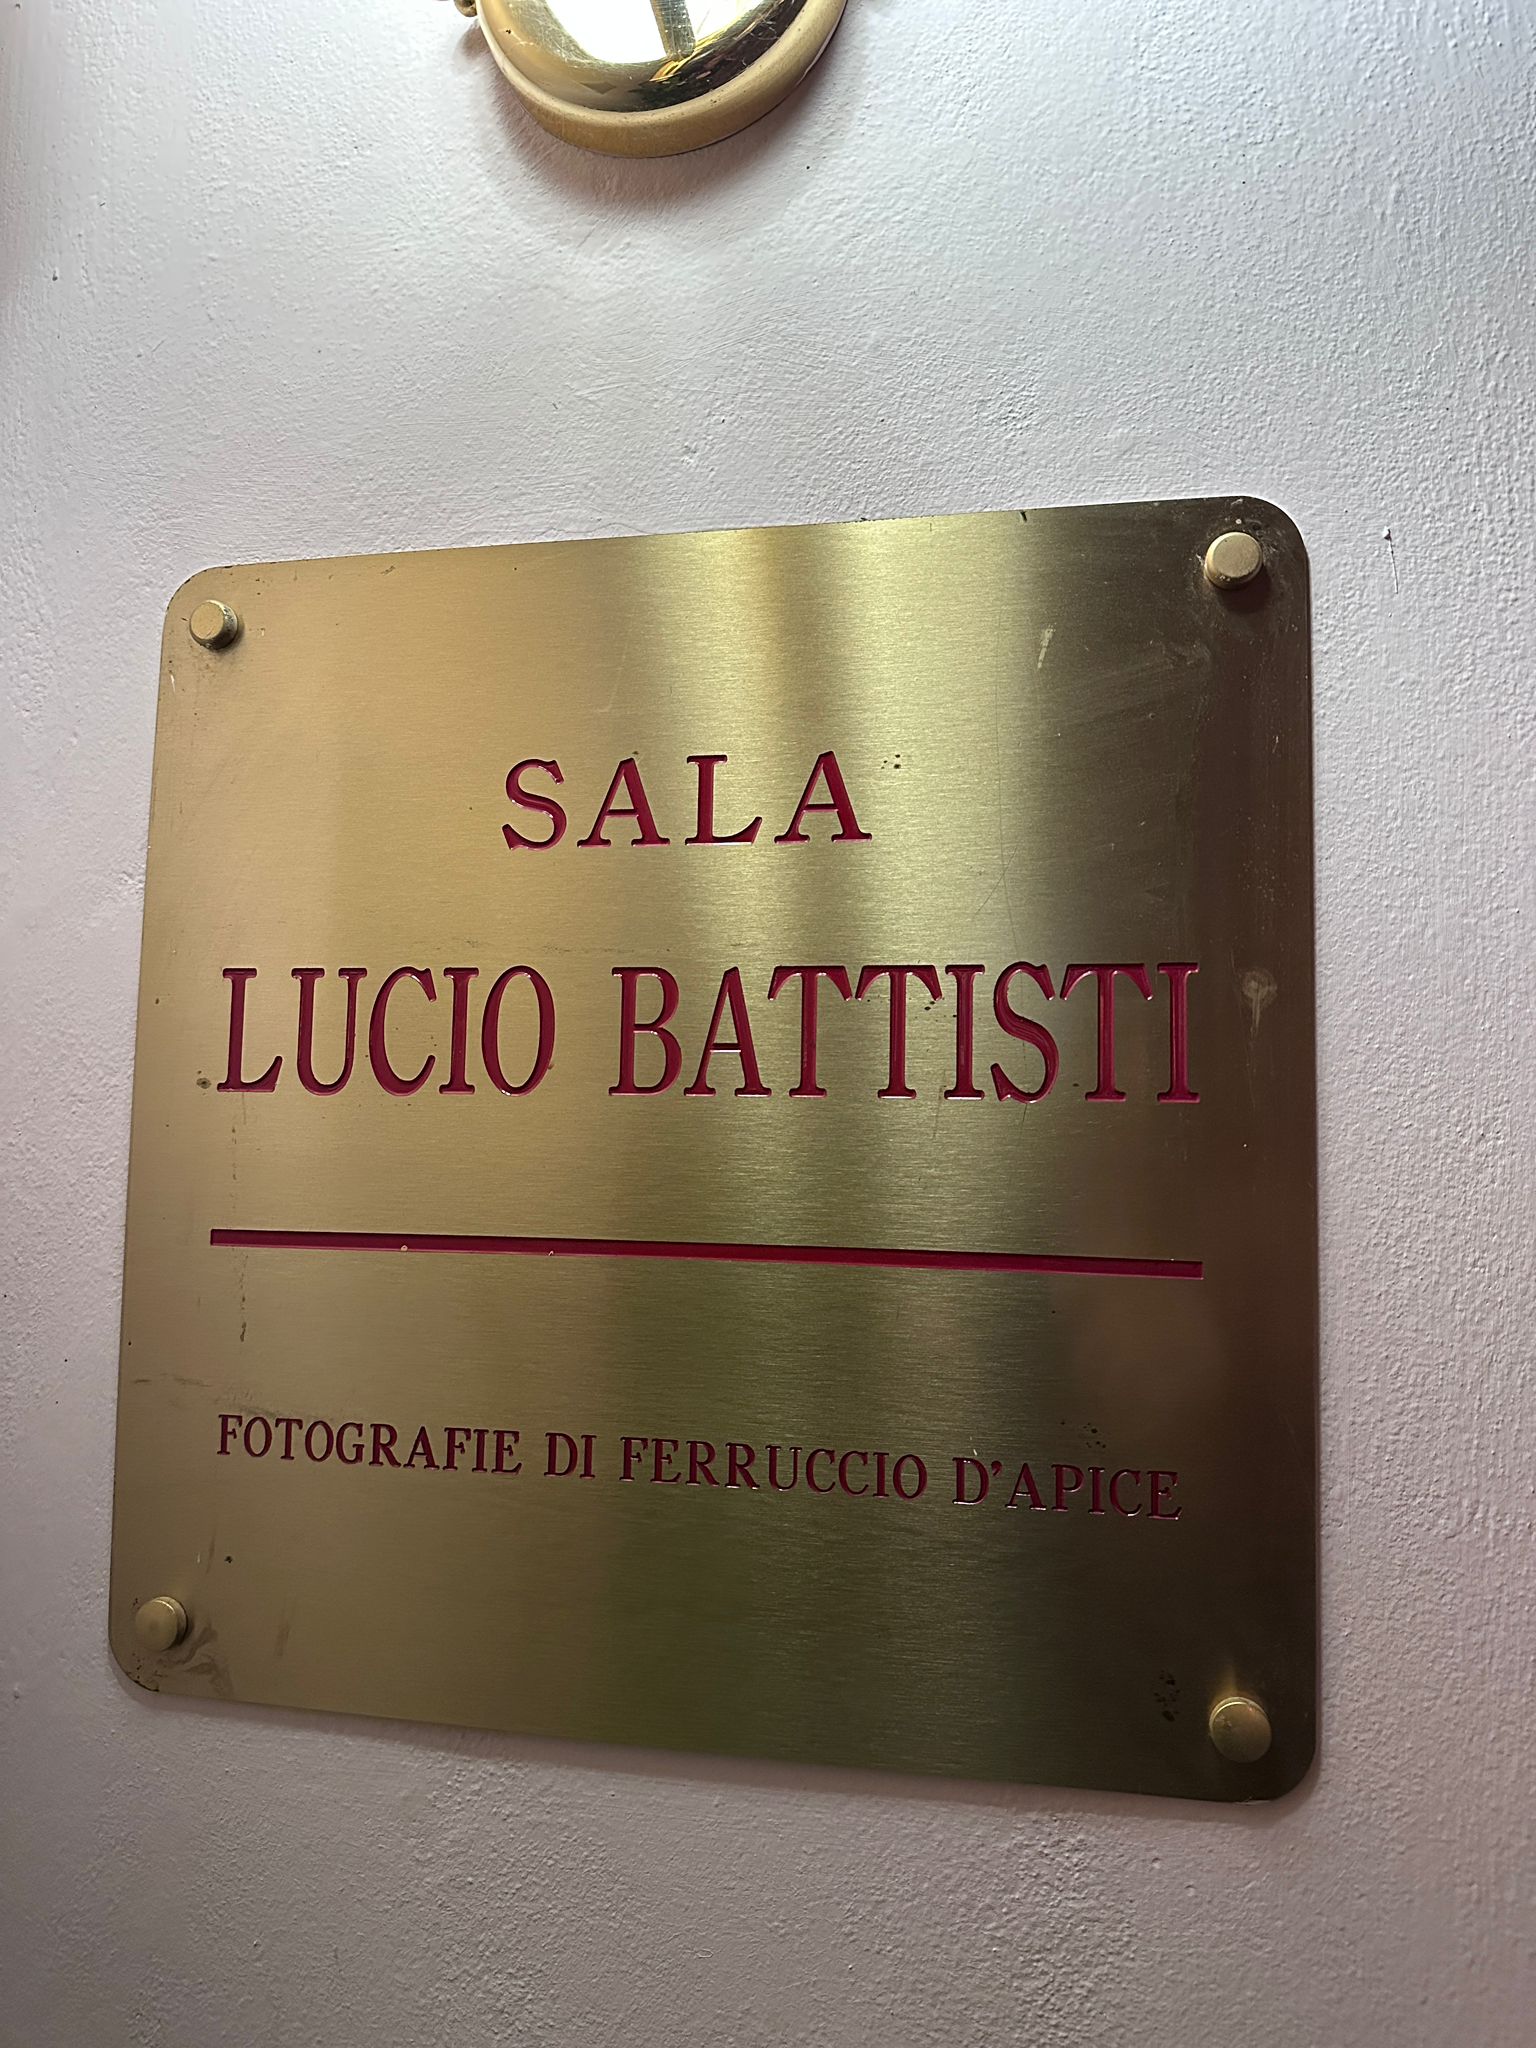 SALA
LUCIO BATTISTI
FOTOGRAFIE DI FERRUCCIO D'APICE